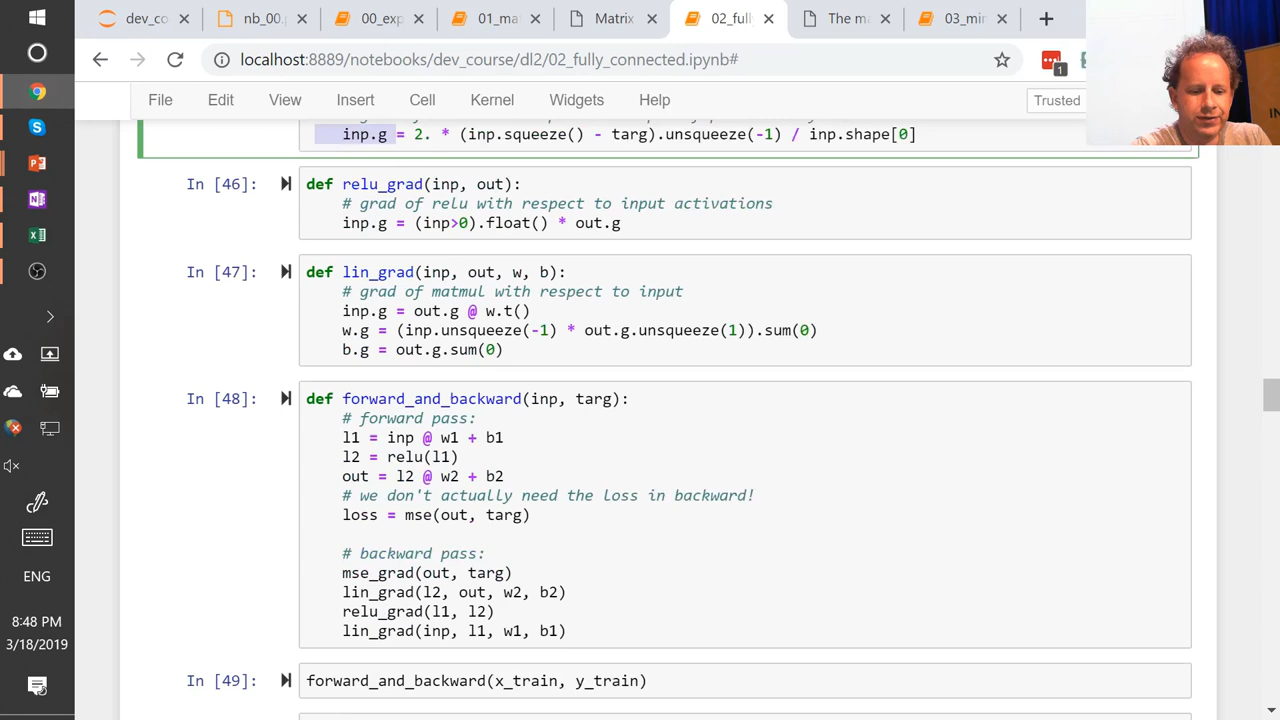 dev_co
nb_00.
00_exp
01_ma
Matrix
02_fully
The m
03_min
localhost:8889/notebooks/dev_course/dl2/02_fully_connected.ipynb#
1
File Edit View Insert Cell Kernel Widgets Help
Trusted
inp.g = 2. * (inp.squeeze() - targ).unsqueeze(-1) / inp.shape[0]
In [46]:
def relu_grad(inp, out):
# grad of relu with respect to input activations
inp.g = (inp>0).float() * out.g
In [47]:
def lin_grad(inp, out, w, b):
# grad of matmul with respect to input
inp.g = out.g @ w.t()
w.g = (inp.unsqueeze(-1) * out.g.unsqueeze(1)).sum(0)
b.g = out.g.sum(0)
In [48]:
def forward_and_backward(inp, targ):
# forward pass:
l1 = inp @ w1 + b1
l2 = relu(l1)
out = l2 @ w2 + b2
# we don't actually need the loss in backward!
loss = mse(out, targ)
# backward pass:
mse_grad(out, targ)
lin_grad(l2, out, w2, b2)
relu_grad(l1, l2)
lin_grad(inp, l1, w1, b1)
In [49]:
forward_and_backward(x_train, y_train)
ENG
8:48 PM
3/18/2019